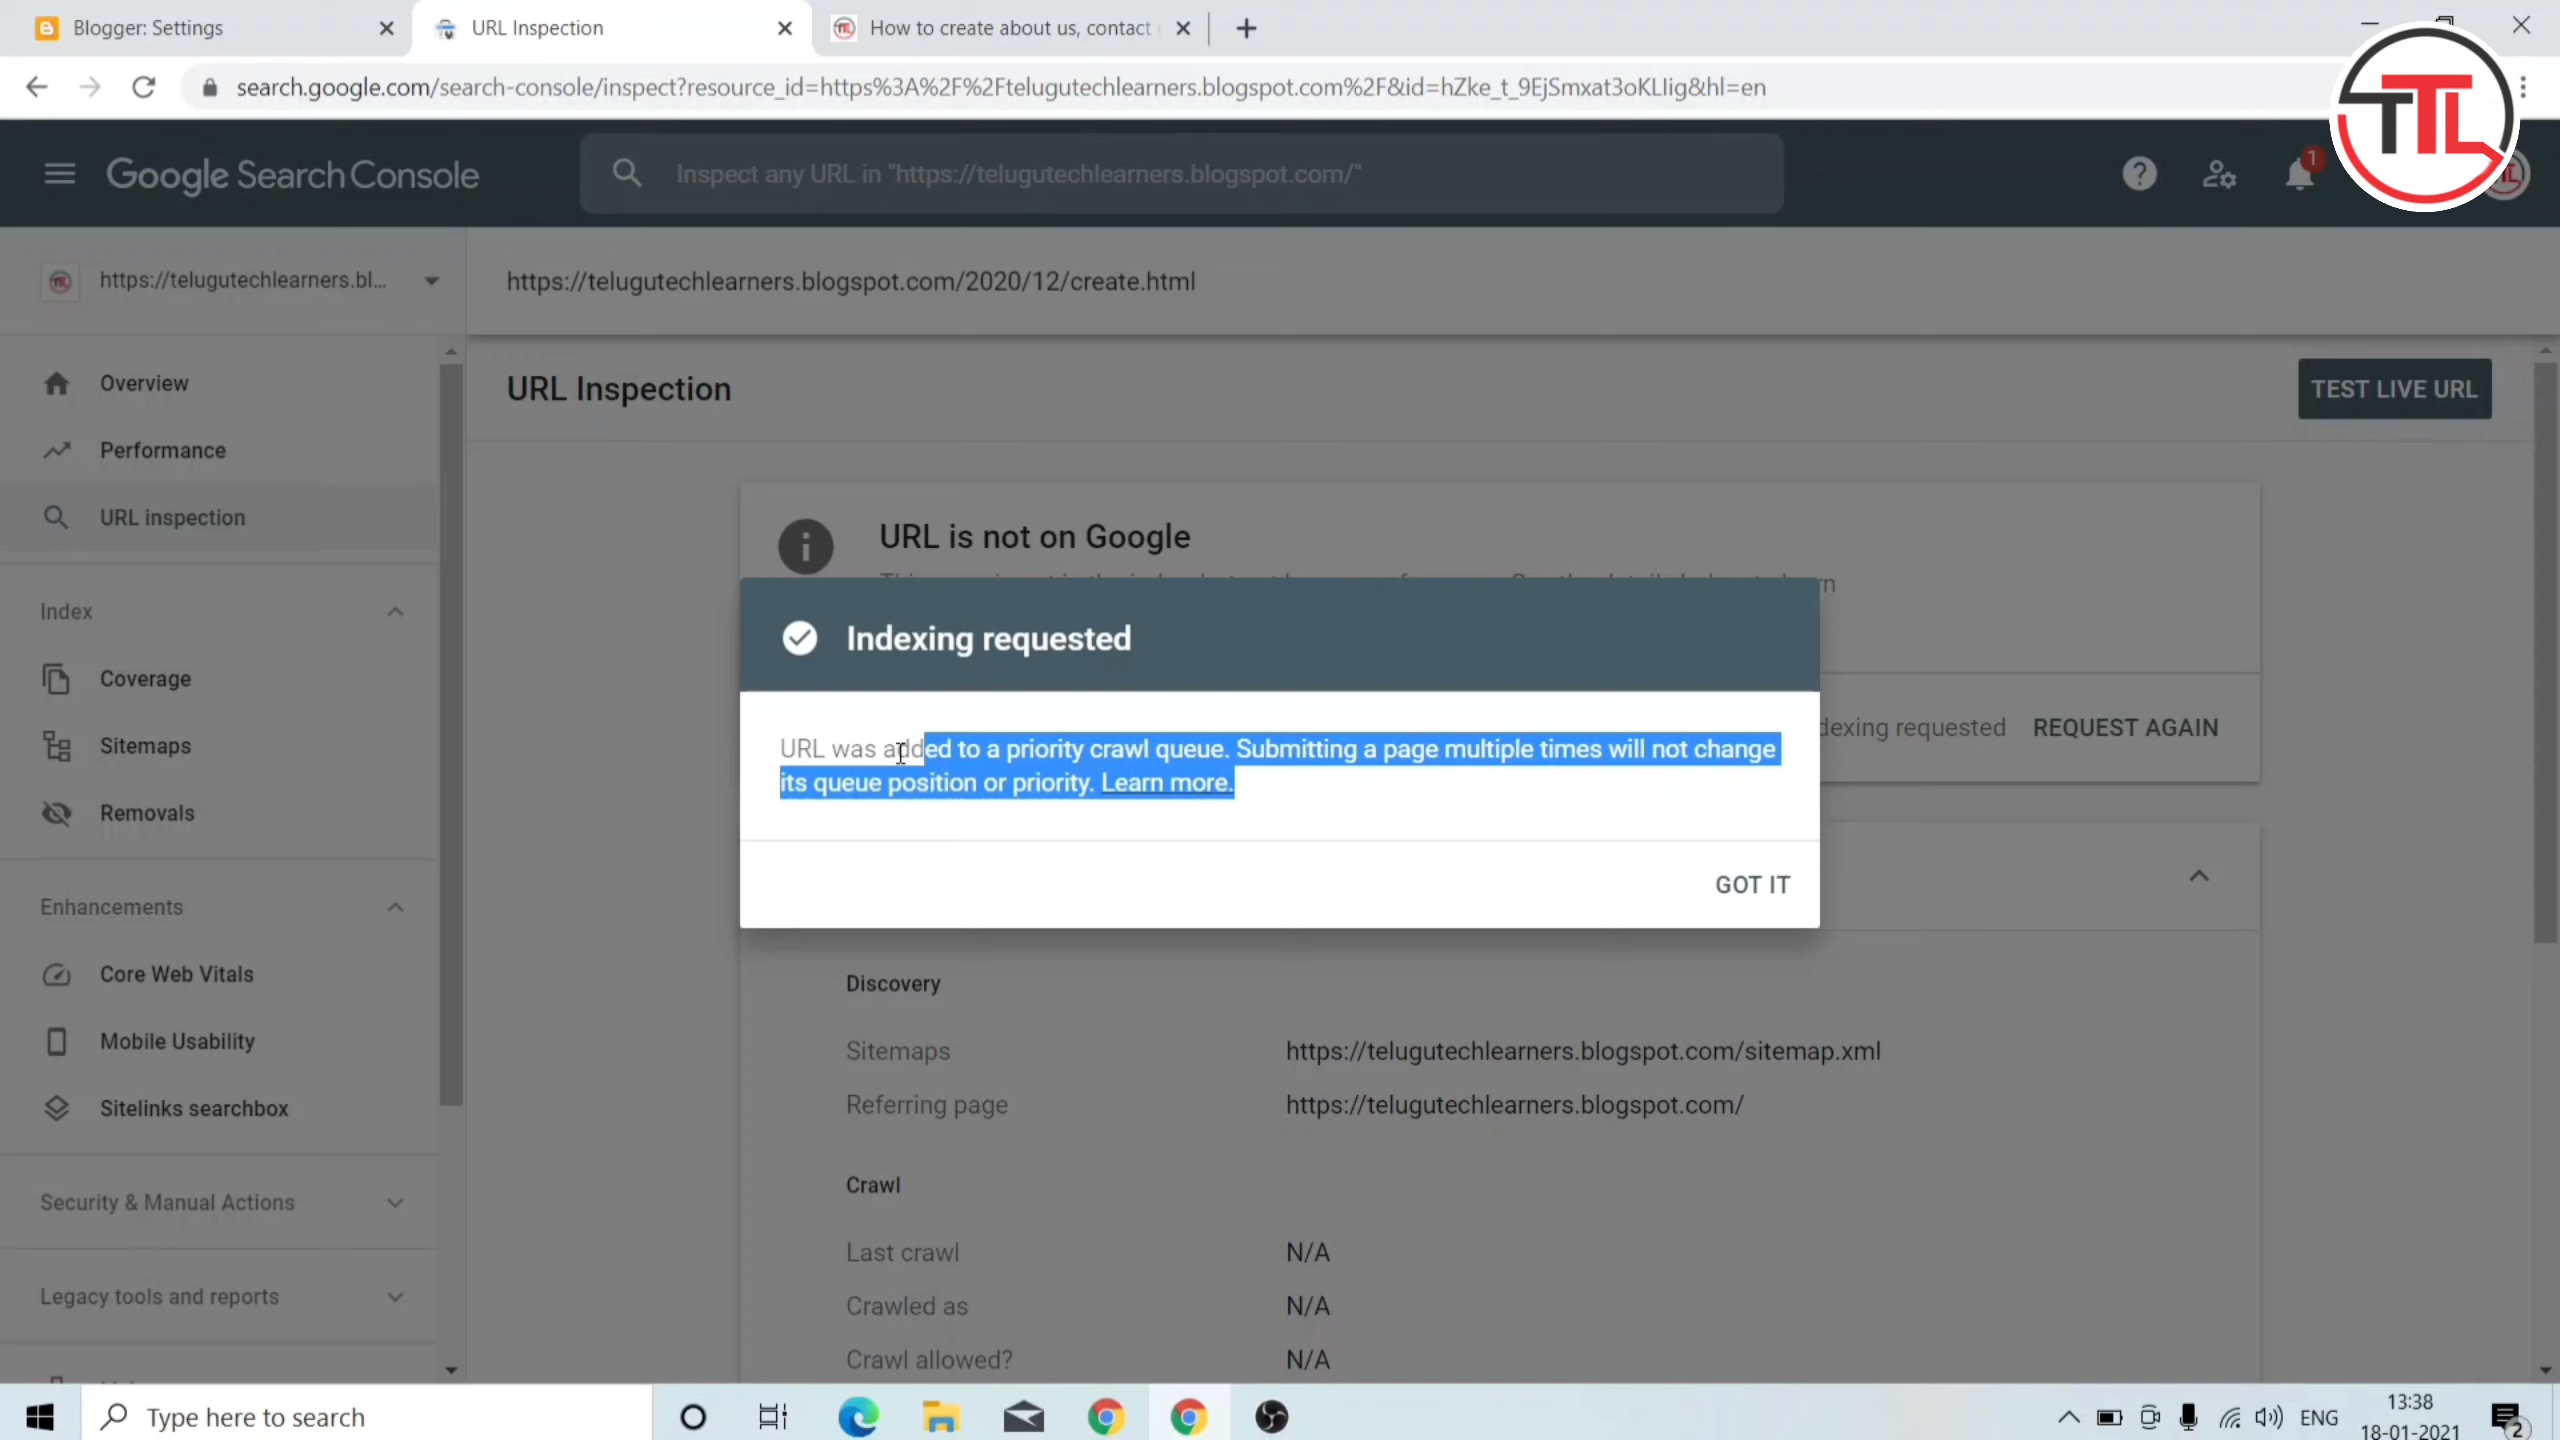 Blogger: Settings
URL Inspection
How to create about us, contact
search.google.com/search-console/inspect?resource_id=https%3A%2F%2Ftelugutechlearners.blogspot.com%2F&id=hZke_t_9EjSmxat3oKLIig&hl=en
TTL
Google Search Console
Inspect any URL in "https://telugutechlearners.blogspot.com/"
1
https://telugutechlearners.bl...
https://telugutechlearners.blogspot.com/2020/12/create.html
Overview
Performance
URL inspection
Index
Coverage
Sitemaps
Removals
Enhancements
Core Web Vitals
Mobile Usability
Sitelinks searchbox
Security & Manual Actions
Legacy tools and reports
URL Inspection
TEST LIVE URL
URL is not on Google
Indexing requested
URL was added to a priority crawl queue. Submitting a page multiple times will not change
its queue position or priority. Learn more.
GOT IT
dexing requested
REQUEST AGAIN
Discovery
Sitemaps https://telugutechlearners.blogspot.com/sitemap.xml
Referring page https://telugutechlearners.blogspot.com/
Crawl
Last crawl N/A
Crawled as N/A
Crawl allowed? N/A
Type here to search
ENG
13:38
18-01-2021
2